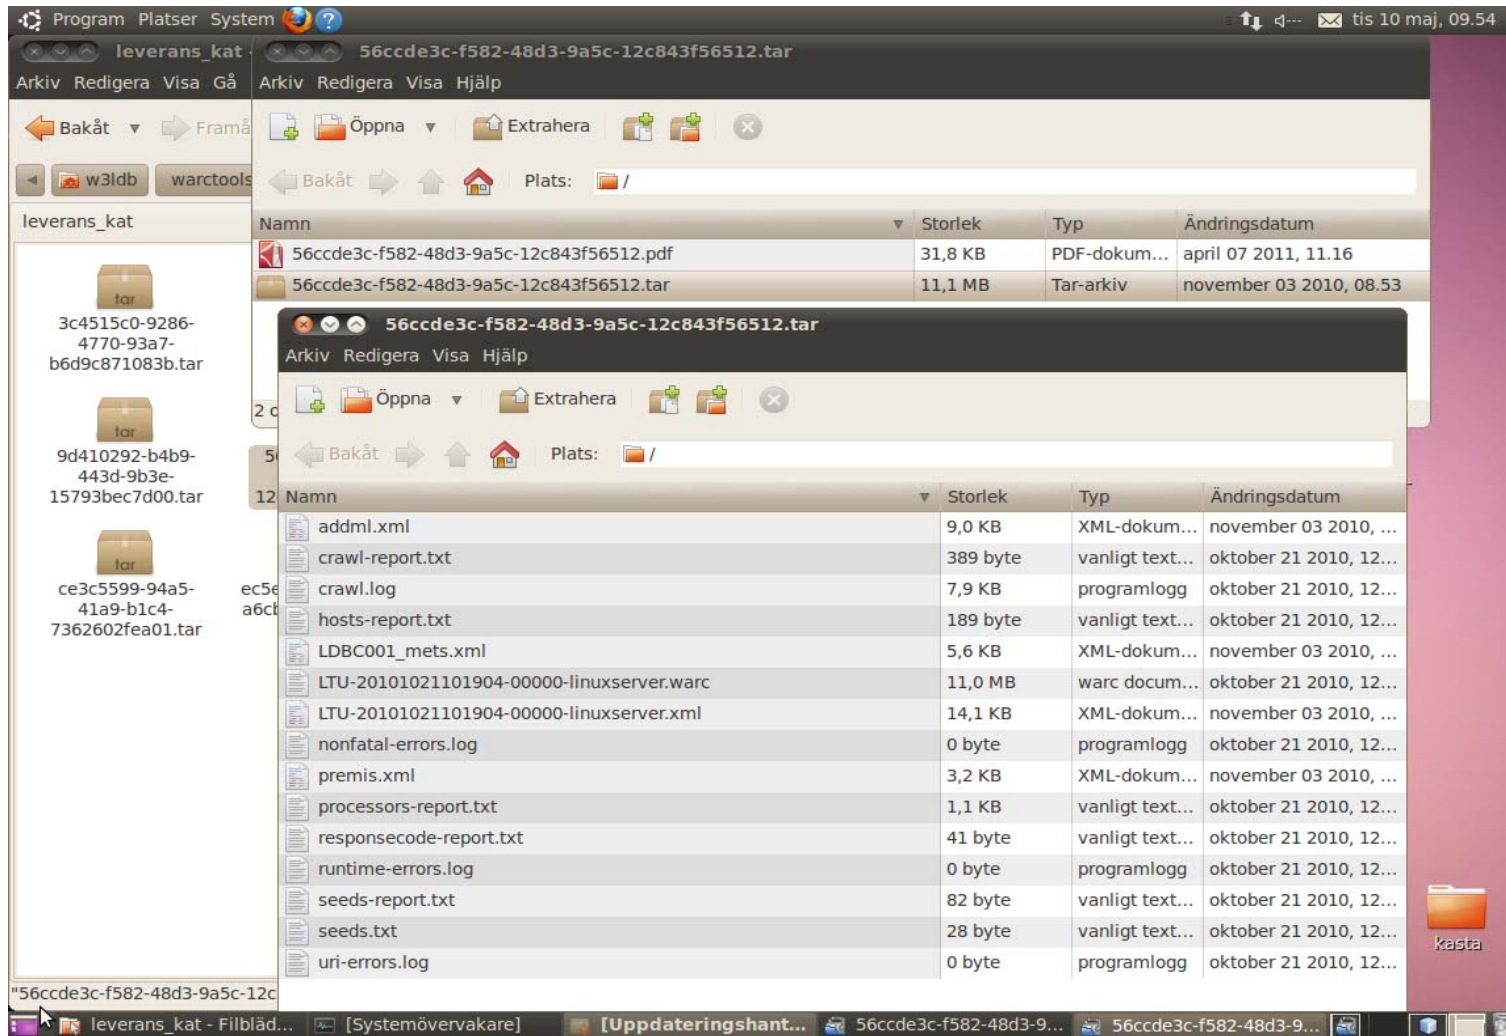 Program Platser System tis 10 maj, 09.54
leverans_kat
Arkiv Redigera Visa Gå
Bakåt Framå
w3ldb warctools
leverans_kat
tar
3c4515c0-9286-
4770-93a7-
b6d9c871083b.tar
tar
9d410292-b4b9-
443d-9b3e-
15793bec7d00.tar
tar
ce3c5599-94a5-
41a9-b1c4-
7362602fea01.tar
12
ec5e
a6cb
"56ccde3c-f582-48d3-9a5c-12c
56ccde3c-f582-48d3-9a5c-12c843f56512.tar
Arkiv Redigera Visa Hjälp
Öppna Extrahera
Bakåt Plats: /
Namn Storlek Typ Ändringsdatum
56ccde3c-f582-48d3-9a5c-12c843f56512.pdf 31,8 KB PDF-dokum... april 07 2011, 11.16
56ccde3c-f582-48d3-9a5c-12c843f56512.tar 11,1 MB Tar-arkiv november 03 2010, 08.53
56ccde3c-f582-48d3-9a5c-12c843f56512.tar
Arkiv Redigera Visa Hjälp
Öppna Extrahera
Bakåt Plats: /
Namn Storlek Typ Ändringsdatum
addml.xml 9,0 KB XML-dokum... november 03 2010, ...
crawl-report.txt 389 byte vanligt text... oktober 21 2010, 12...
crawl.log 7,9 KB programlogg oktober 21 2010, 12...
hosts-report.txt 189 byte vanligt text... oktober 21 2010, 12...
LDBC001_mets.xml 5,6 KB XML-dokum... november 03 2010, ...
LTU-20101021101904-00000-linuxserver.warc 11,0 MB warc docum... oktober 21 2010, 12...
LTU-20101021101904-00000-linuxserver.xml 14,1 KB XML-dokum... november 03 2010, ...
nonfatal-errors.log 0 byte programlogg oktober 21 2010, 12...
premis.xml 3,2 KB XML-dokum... november 03 2010, ...
processors-report.txt 1,1 KB vanligt text... oktober 21 2010, 12...
responsecode-report.txt 41 byte vanligt text... oktober 21 2010, 12...
runtime-errors.log 0 byte programlogg oktober 21 2010, 12...
seeds-report.txt 82 byte vanligt text... oktober 21 2010, 12...
seeds.txt 28 byte vanligt text... oktober 21 2010, 12...
uri-errors.log 0 byte programlogg oktober 21 2010, 12...
kasta
leverans_kat - Filbläd... [Systemövervakare] [Uppdateringshant... 56ccde3c-f582-48d3-9... 56ccde3c-f582-48d3-9...